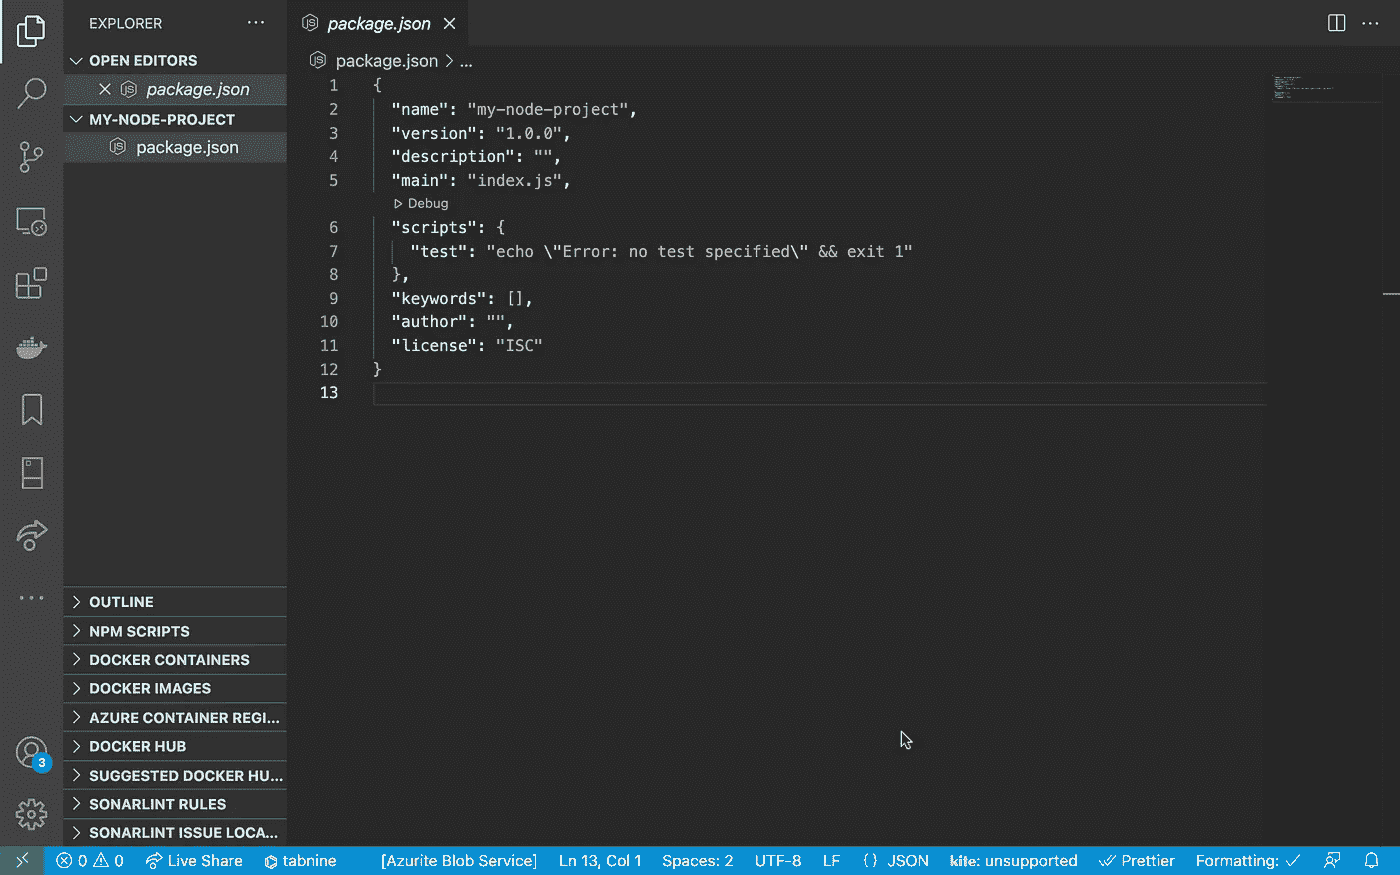 EXPLORER
OPEN EDITORS
package.json
MY-NODE-PROJECT
package.json
OUTLINE
NPM SCRIPTS
DOCKER CONTAINERS
DOCKER IMAGES
AZURE CONTAINER REGI...
DOCKER HUB
SUGGESTED DOCKER HU...
SONARLINT RULES
SONARLINT ISSUE LOCA...
3
package.json
package.json > ...
1 {
2 "name": "my-node-project",
3 "version": "1.0.0",
4 "description": "",
5 "main": "index.js",
Debug
6 "scripts": {
7 "test": "echo \"Error: no test specified\" && exit 1"
8 },
9 "keywords": [],
10 "author": "",
11 "license": "ISC"
12 }
13
0 0 Live Share tabnine [Azurite Blob Service] Ln 13, Col 1 Spaces: 2 UTF-8 LF {} JSON kite: unsupported Prettier Formatting: ✓